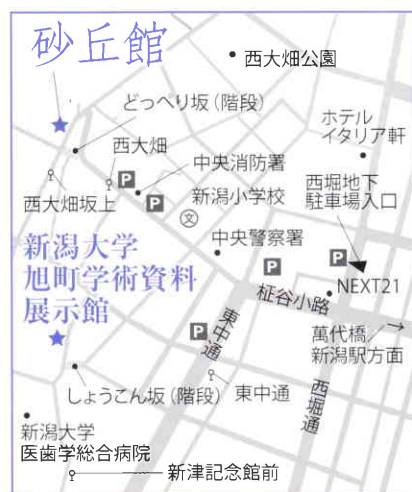 砂丘館
西大畑公園
どっぺり坂(階段)
ホテル
イタリア軒
西大畑
中央消防署
P
西堀地下
駐車場入口
P
新潟小学校
西大畑坂上
文
新潟大学
旭町学術資料
展示館
中央警察署
P
P
NEXT21
柾谷小路
萬代橋
新潟駅方面
P
東中通
西堀通
しょうこん坂(階段)
東中通
新潟大学
医歯学総合病院
新津記念館前